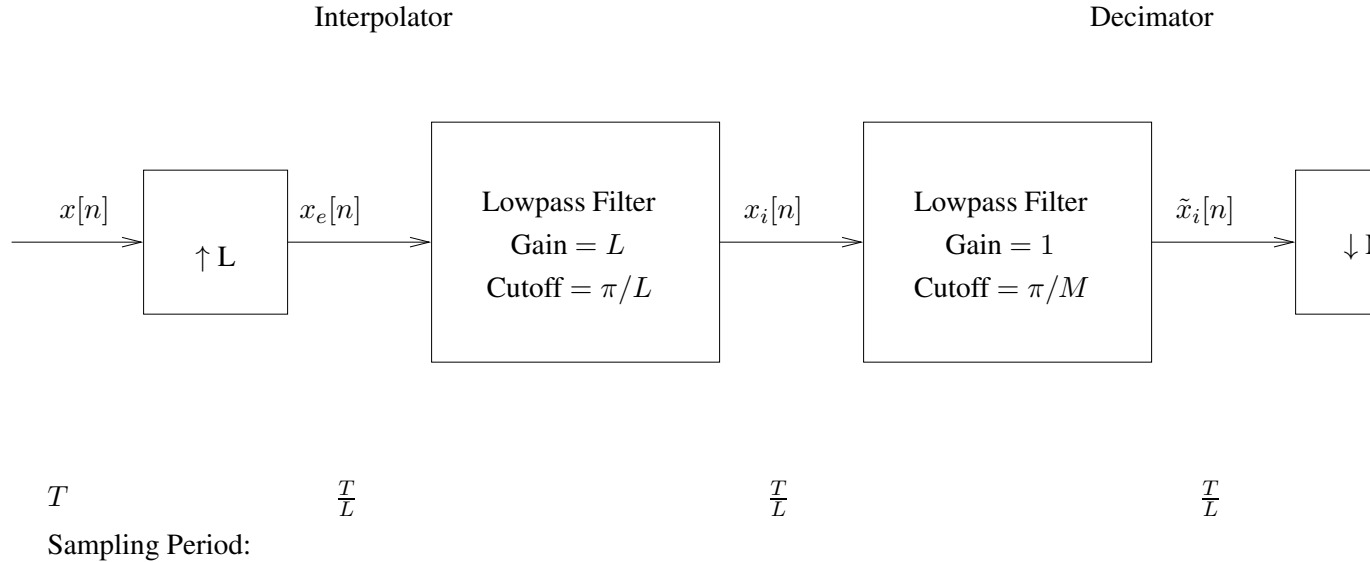 Interpolator
Decimator
x[n]
↑ L
x_e[n]
Lowpass Filter
Gain = L
Cutoff = π/L
x_i[n]
Lowpass Filter
Gain = 1
Cutoff = π/M
x̃_i[n]
↓
T
T/L
T/L
T/L
Sampling Period: